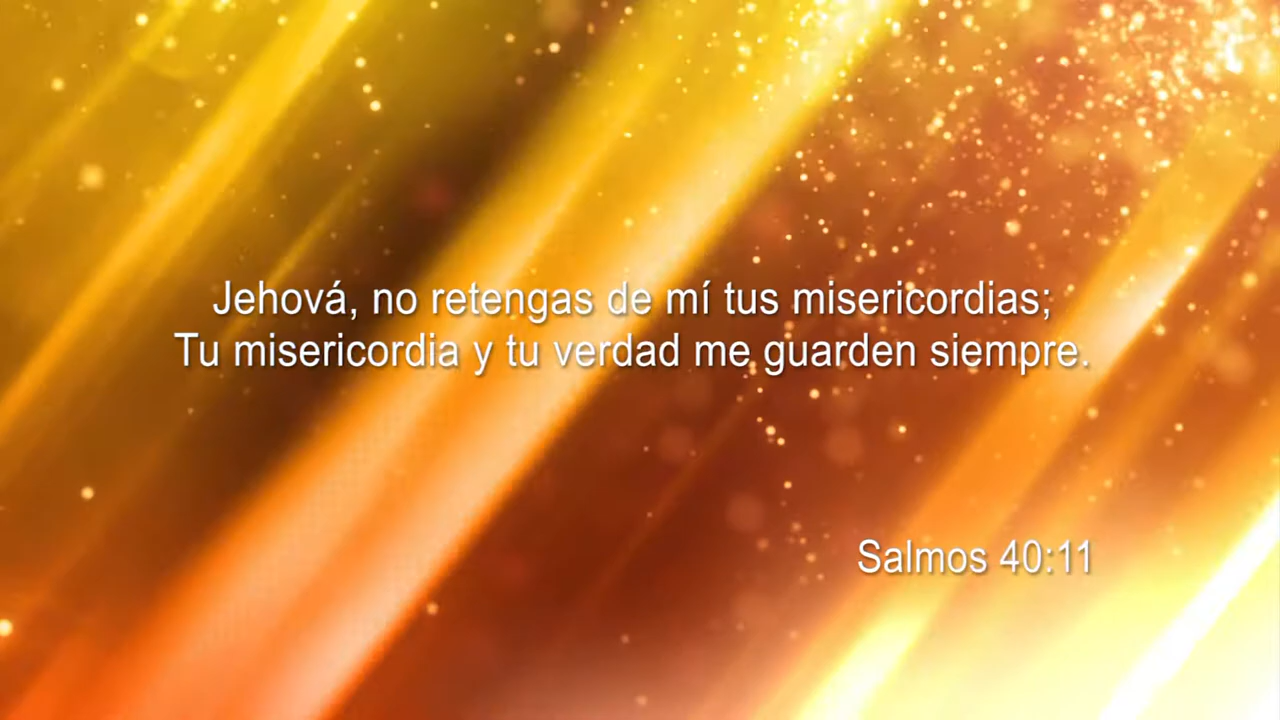 Jehová, no retengas de mí tus misericordias;
Tu misericordia y tu verdad me guarden siempre.
Salmos 40:11